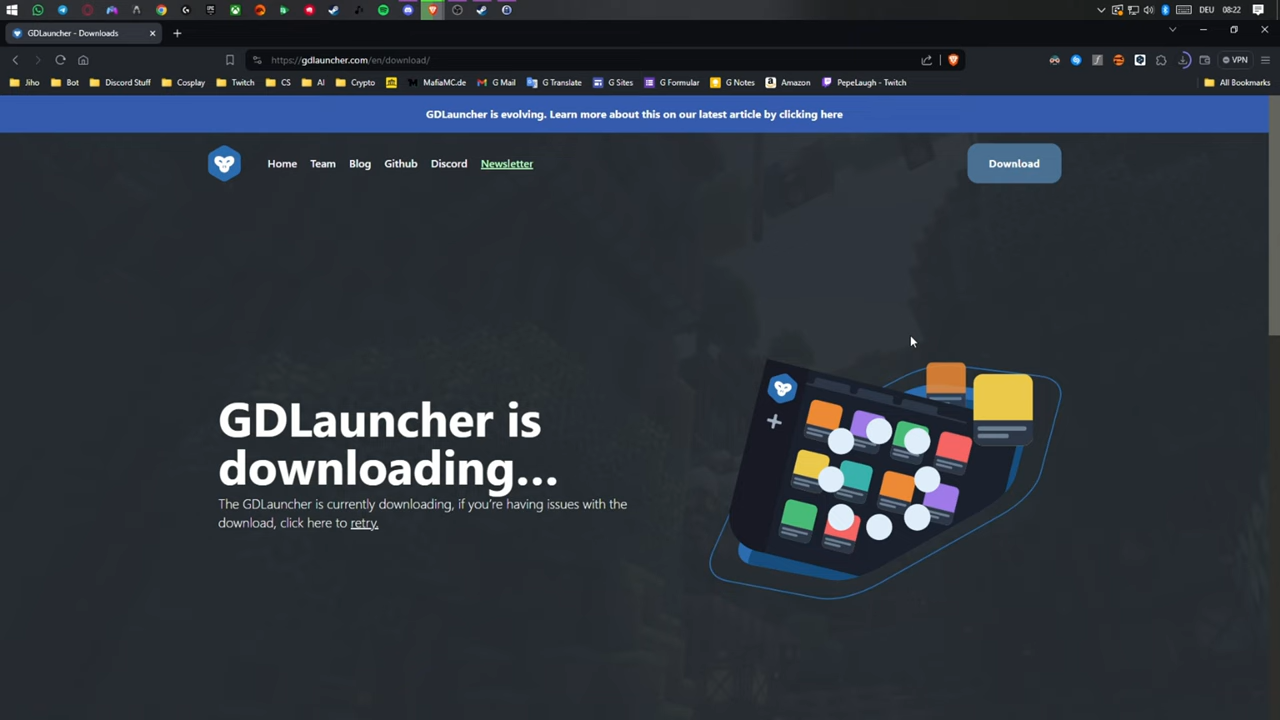 DEU
08:22
GDLauncher - Downloads
https://gdlauncher.com/en/download/
VPN
Jiho
Bot
Discord Stuff
Cosplay
Twitch
CS
AI
Crypto
MafiaMC.de
G Mail
G Translate
G Sites
G Formular
G Notes
Amazon
PepeLaugh - Twitch
All Bookmarks
GDLauncher is evolving. Learn more about this on our latest article by clicking here
Home
Team
Blog
Github
Discord
Newsletter
Download
GDLauncher is
downloading...
The GDLauncher is currently downloading, if you're having issues with the
download, click here to retry.